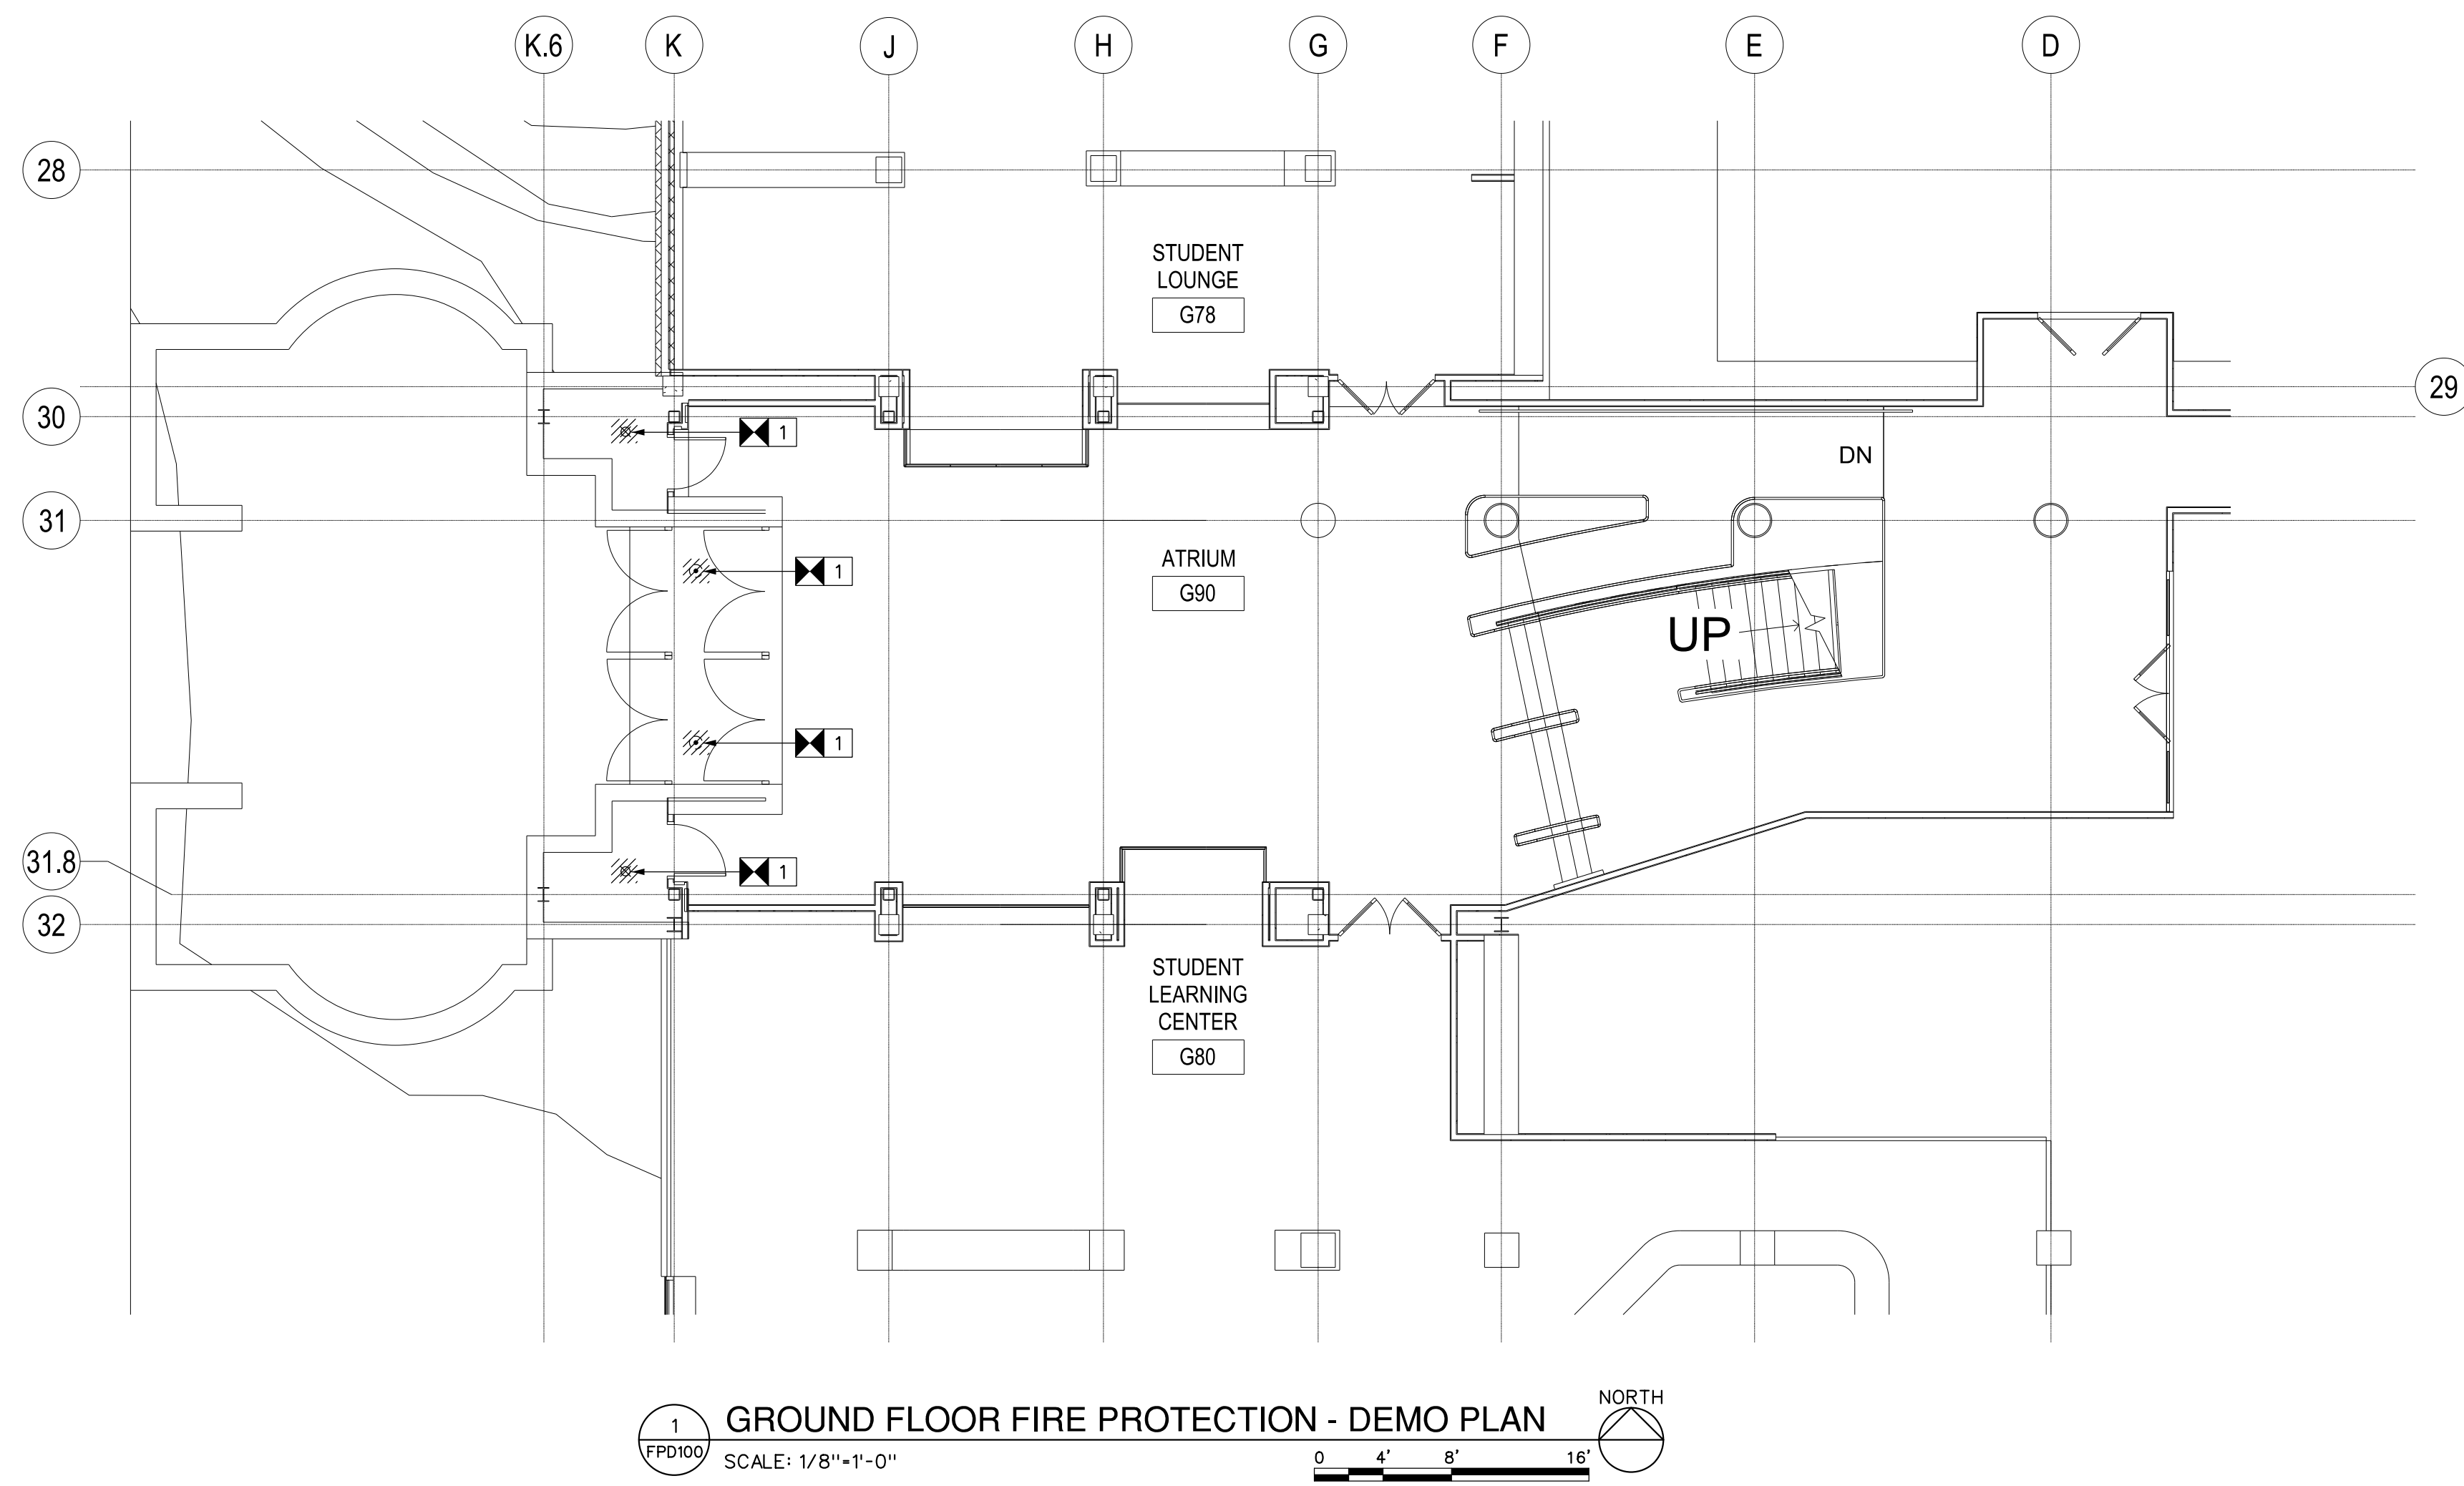 K.6 K J H G F E D
28
STUDENT
LOUNGE
G78
29
30
1
DN
31
1
ATRIUM
G90
UP
1
31.8
1
32
STUDENT
LEARNING
CENTER
G80
NORTH
1
GROUND FLOOR FIRE PROTECTION - DEMO PLAN
FPD100
SCALE: 1/8"=1'-0"
0 4' 8' 16'